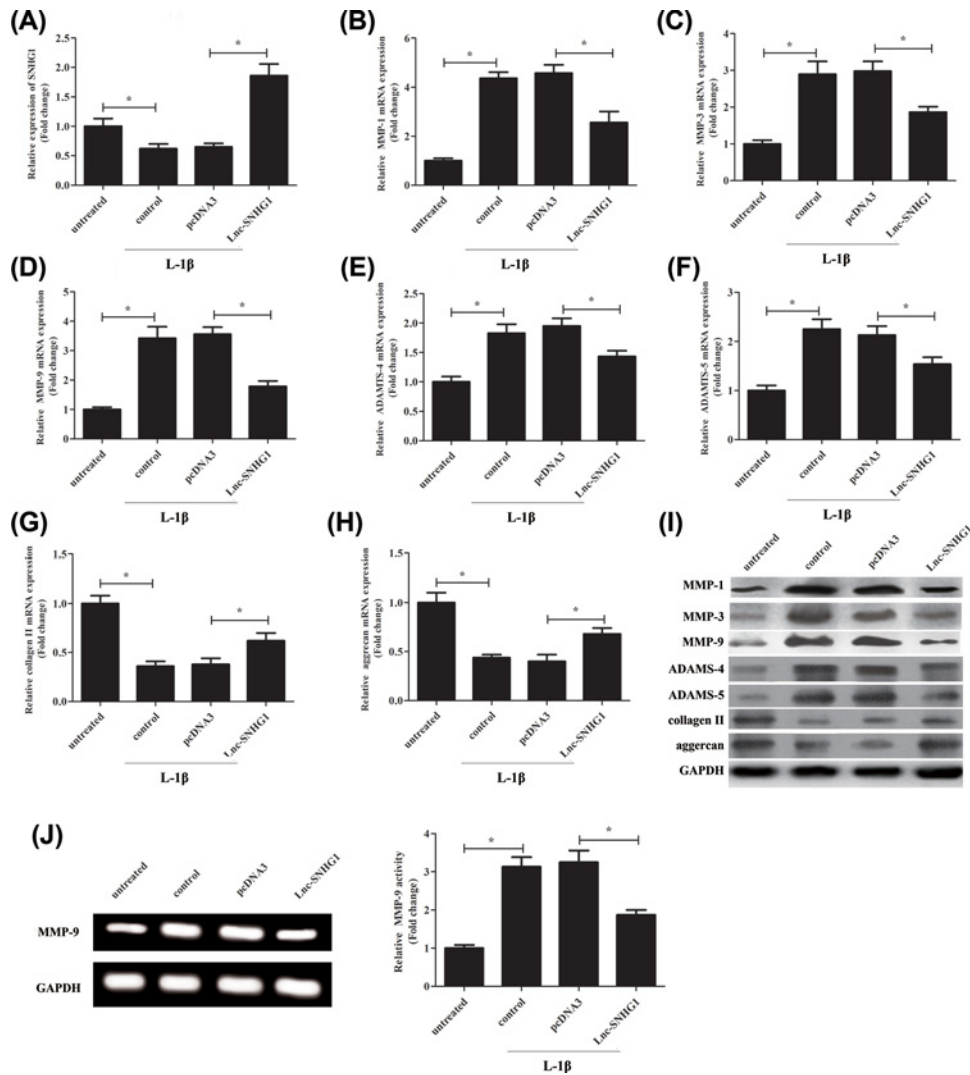 (A)
Relative expression of SNHG1
(Fold change)
2.5
2.0
1.5
1.0
0.5
0.0
*
*
untreated
control
pcDNA3
Lnc-SNHG1
L-1β
(B)
Relative MMP-1 mRNA expression
(Fold change)
6
4
2
0
*
*
untreated
control
pcDNA3
Lnc-SNHG1
L-1β
(C)
Relative MMP-3 mRNA expression
(Fold change)
4
3
2
1
0
*
*
untreated
control
pcDNA3
Lnc-SNHG1
L-1β
(D)
Relative MMP-9 mRNA expression
(Fold change)
5
4
3
2
1
0
*
*
untreated
control
pcDNA3
Lnc-SNHG1
L-1β
(E)
Relative ADAMTS-4 mRNA expression
(Fold change)
2.5
2.0
1.5
1.0
0.5
0.0
*
*
untreated
control
pcDNA3
Lnc-SNHG1
L-1β
(F)
Relative ADAMTS-5 mRNA expression
(Fold change)
3
2
1
0
*
*
untreated
control
pcDNA3
Lnc-SNHG1
L-1β
(G)
Relative collagen II mRNA expression
(Fold change)
1.5
1.0
0.5
0.0
*
*
untreated
control
pcDNA3
Lnc-SNHG1
L-1β
(H)
Relative aggrecan mRNA expression
(Fold change)
1.5
1.0
0.5
0.0
*
*
untreated
control
pcDNA3
Lnc-SNHG1
L-1β
(I)
untreated
control
pcDNA3
Lnc-SNHG1
MMP-1
MMP-3
MMP-9
ADAMS-4
ADAMS-5
collagen II
aggercan
GAPDH
(J)
untreated
control
pcDNA3
Lnc-SNHG1
MMP-9
GAPDH
Relative MMP-9 activity
(Fold change)
4
3
2
1
0
*
*
untreated
control
pcDNA3
Lnc-SNHG1
L-1β